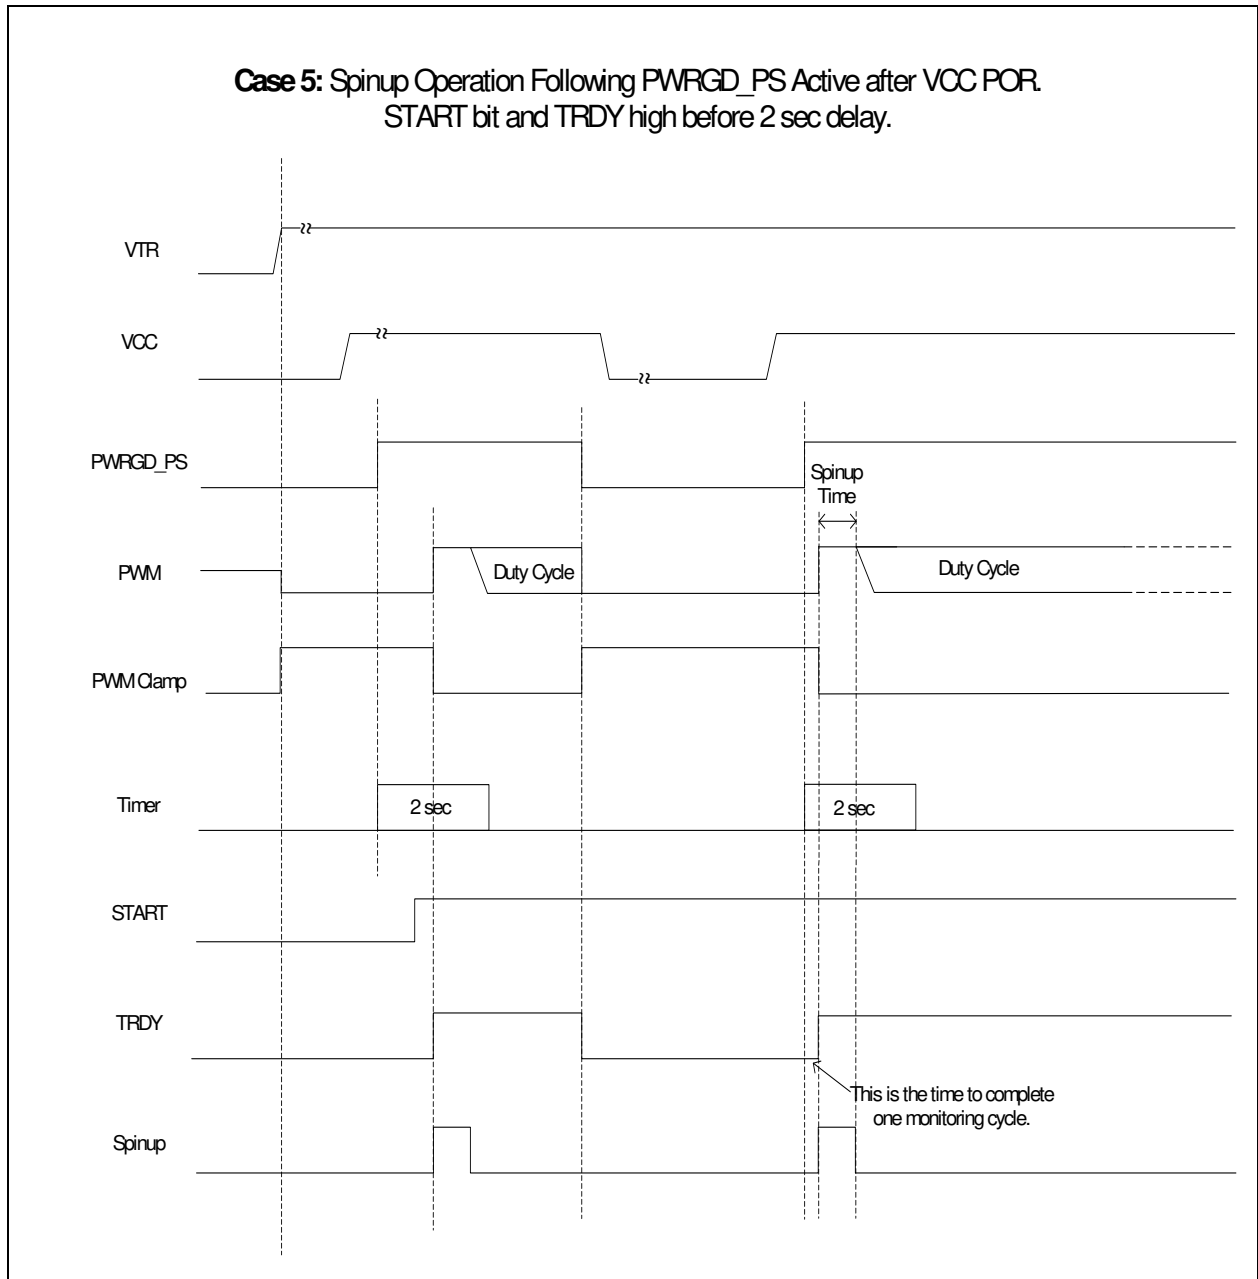 Case 5: Spinup Operation Following PWRGD_PS Active after VCC POR.
START bit and TRDY high before 2 sec delay.
VTR
VCC
PWRGD_PS
Spinup
Time
PWM
Duty Cycle
Duty Cycle
PWM Clamp
Timer
2 sec
2 sec
START
TRDY
This is the time to complete
one monitoring cycle.
Spinup